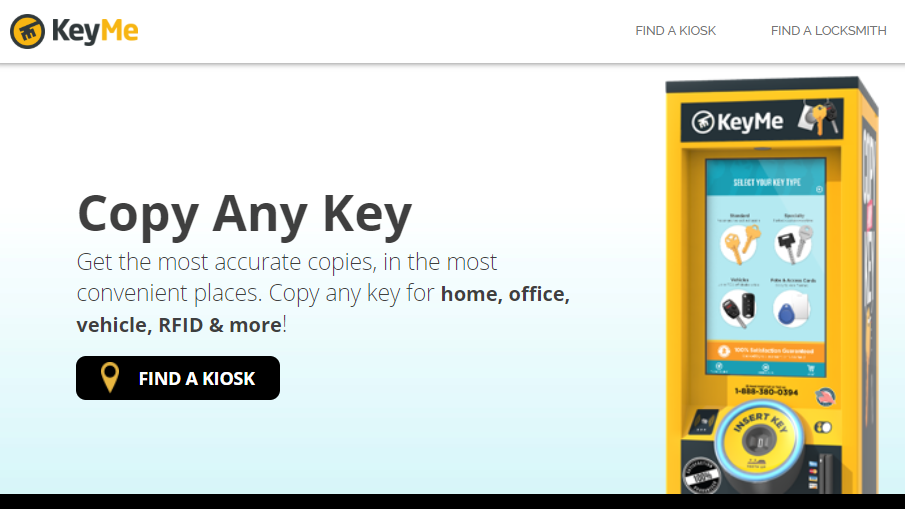 KeyMe
FIND A KIOSK
FIND A LOCKSMITH
Copy Any Key
Get the most accurate copies, in the most
convenient places. Copy any key for home, office,
vehicle, RFID & more!
FIND A KIOSK
KeyMe
SELECT YOUR KEY TYPE
Standard
Specialty
Vehicles
Fobs & Access Cards
100% Satisfaction Guaranteed
1-888-380-0394
INSERT KEY
100%